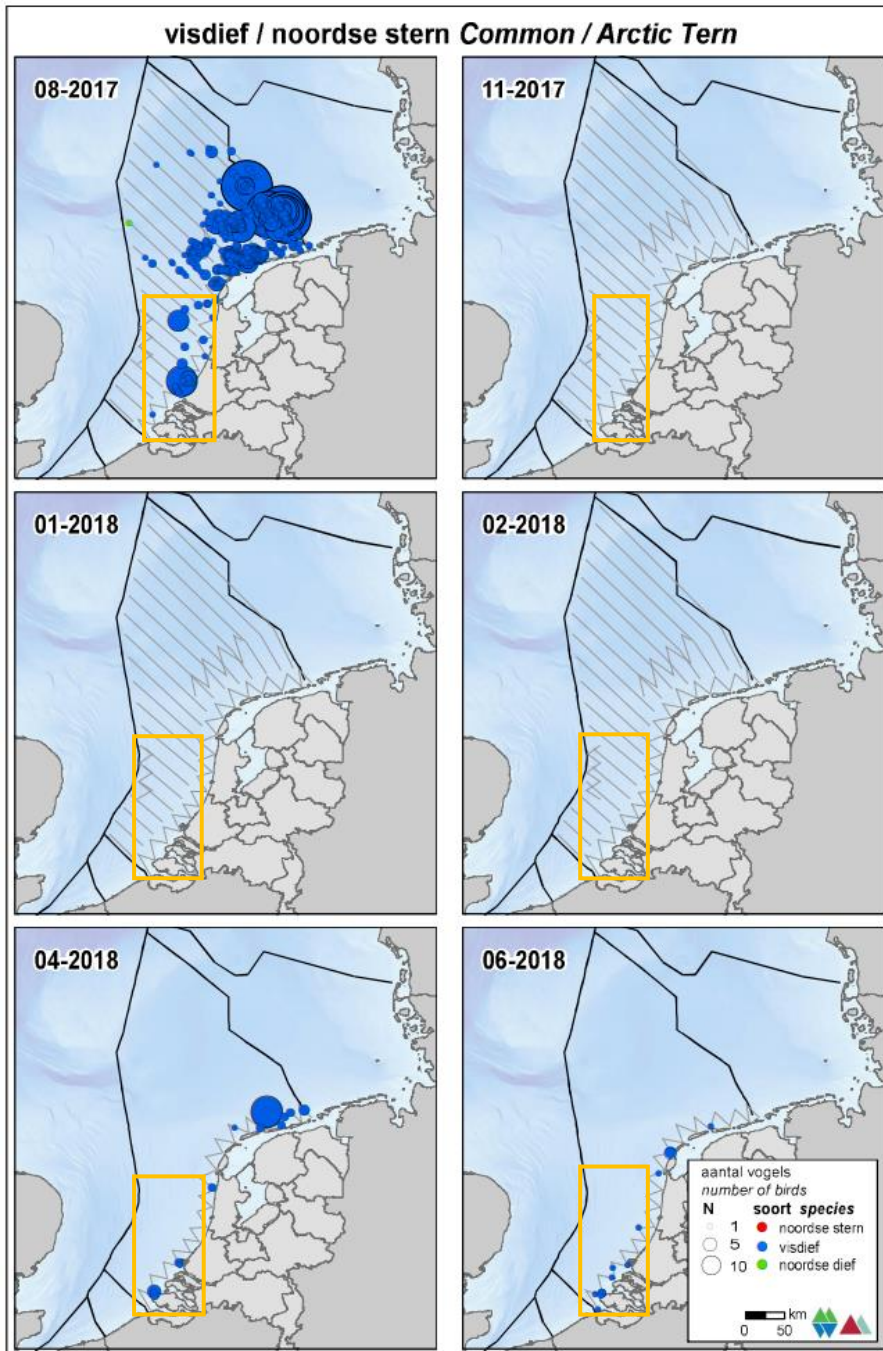 visdief / noordse stern Common / Arctic Tern
08-2017
11-2017
01-2018
02-2018
04-2018
06-2018
aantal vogels
number of birds
N soort species
1 noordse stern
5 visdief
10 noordse dief
km
0 50